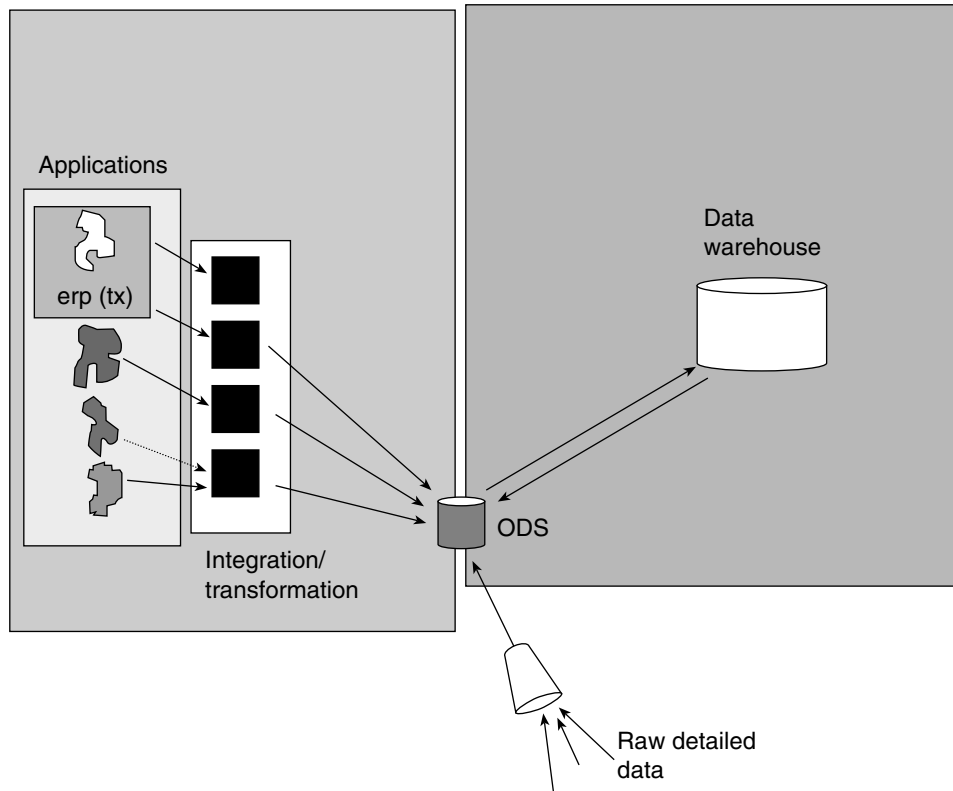 Applications
erp (tx)
Integration/
transformation
Data
warehouse
ODS
Raw detailed
data